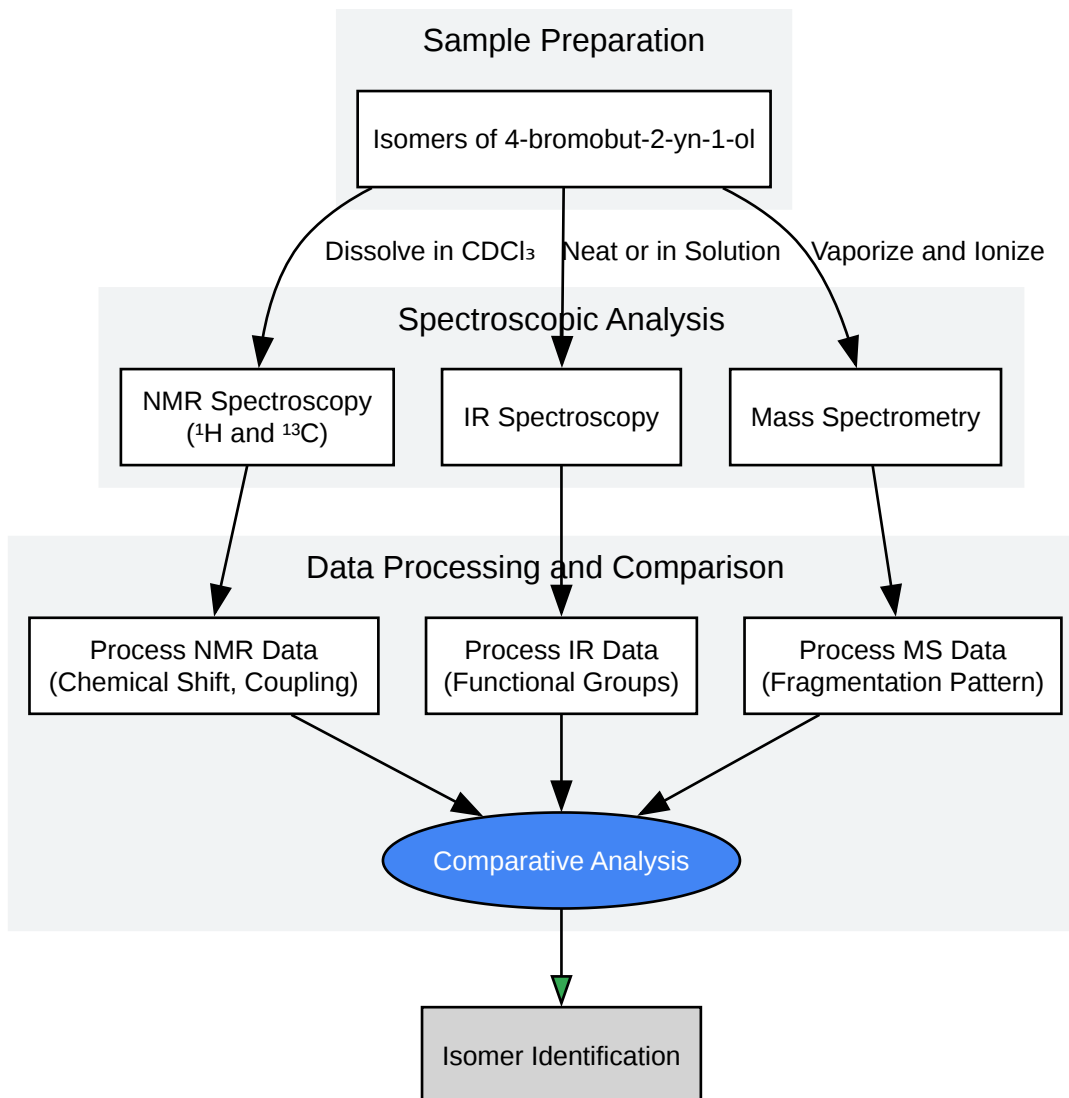 Sample Preparation
Isomers of 4-bromobut-2-yn-1-ol
Dissolve in CDCl₃
Neat or in Solution
Vaporize and Ionize
Spectroscopic Analysis
NMR Spectroscopy
(¹H and ¹³C)
IR Spectroscopy
Mass Spectrometry
Data Processing and Comparison
Process NMR Data
(Chemical Shift, Coupling)
Process IR Data
(Functional Groups)
Process MS Data
(Fragmentation Pattern)
Comparative Analysis
Isomer Identification